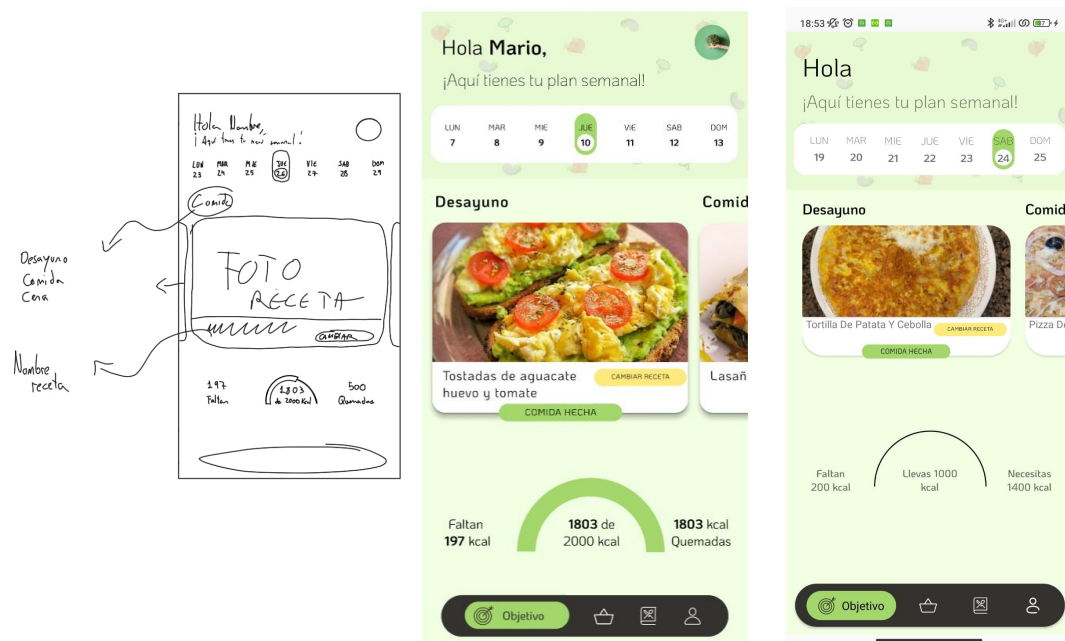 Hola Nombre,
¡Aquí tienes tu menú semanal!
LUN MAR MIE JUE VIE SAB DOM
23 24 25 26 27 28 29
Comida
Desayuno
Comida
Cena
FOTO
RECETA
CAMBIAR
Nombre
receta
197
Faltan
1803
de 2000 Kcal
500
Quemadas
Hola Mario,
¡Aquí tienes tu plan semanal!
LUN MAR MIE JUE VIE SAB DOM
7 8 9 10 11 12 13
Desayuno Comid
Tostadas de aguacate
huevo y tomate
CAMBIAR RECETA
Lasañ
COMIDA HECHA
Faltan
197 kcal
1803 de
2000 kcal
1803 kcal
Quemadas
Objetivo
18:53
Hola
¡Aquí tienes tu plan semanal!
LUN MAR MIE JUE VIE SAB DOM
19 20 21 22 23 24 25
Desayuno Comid
Tortilla De Patata Y Cebolla
CAMBIAR RECETA
Pizza De
COMIDA HECHA
Faltan
200 kcal
Llevas 1000
kcal
Necesitas
1400 kcal
Objetivo